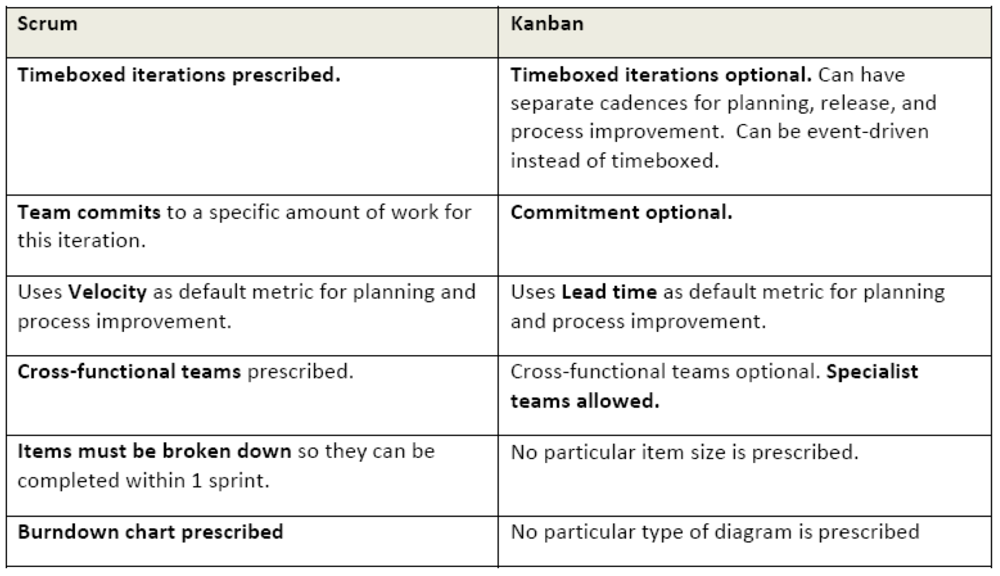 Scrum
Kanban
Timeboxed iterations prescribed.
Timeboxed iterations optional. Can have
separate cadences for planning, release, and
process improvement.  Can be event-driven
instead of timeboxed.
Team commits to a specific amount of work for
this iteration.
Commitment optional.
Uses Velocity as default metric for planning and
process improvement.
Uses Lead time as default metric for planning
and process improvement.
Cross-functional teams prescribed.
Cross-functional teams optional. Specialist
teams allowed.
Items must be broken down so they can be
completed within 1 sprint.
No particular item size is prescribed.
Burndown chart prescribed
No particular type of diagram is prescribed